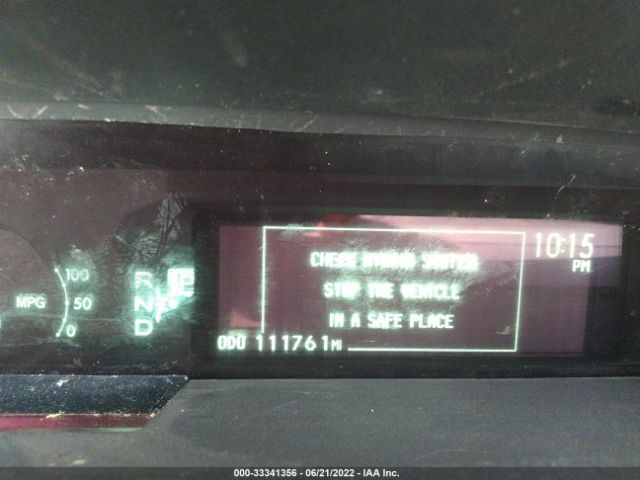 CHECK HYBRID SYSTEM
STOP THE VEHICLE
IN A SAFE PLACE
10:15
PM
ODO 111761 MI
100
MPG 50
0
R
N
D
000-33341356 - 06/21/2022 - IAA Inc.